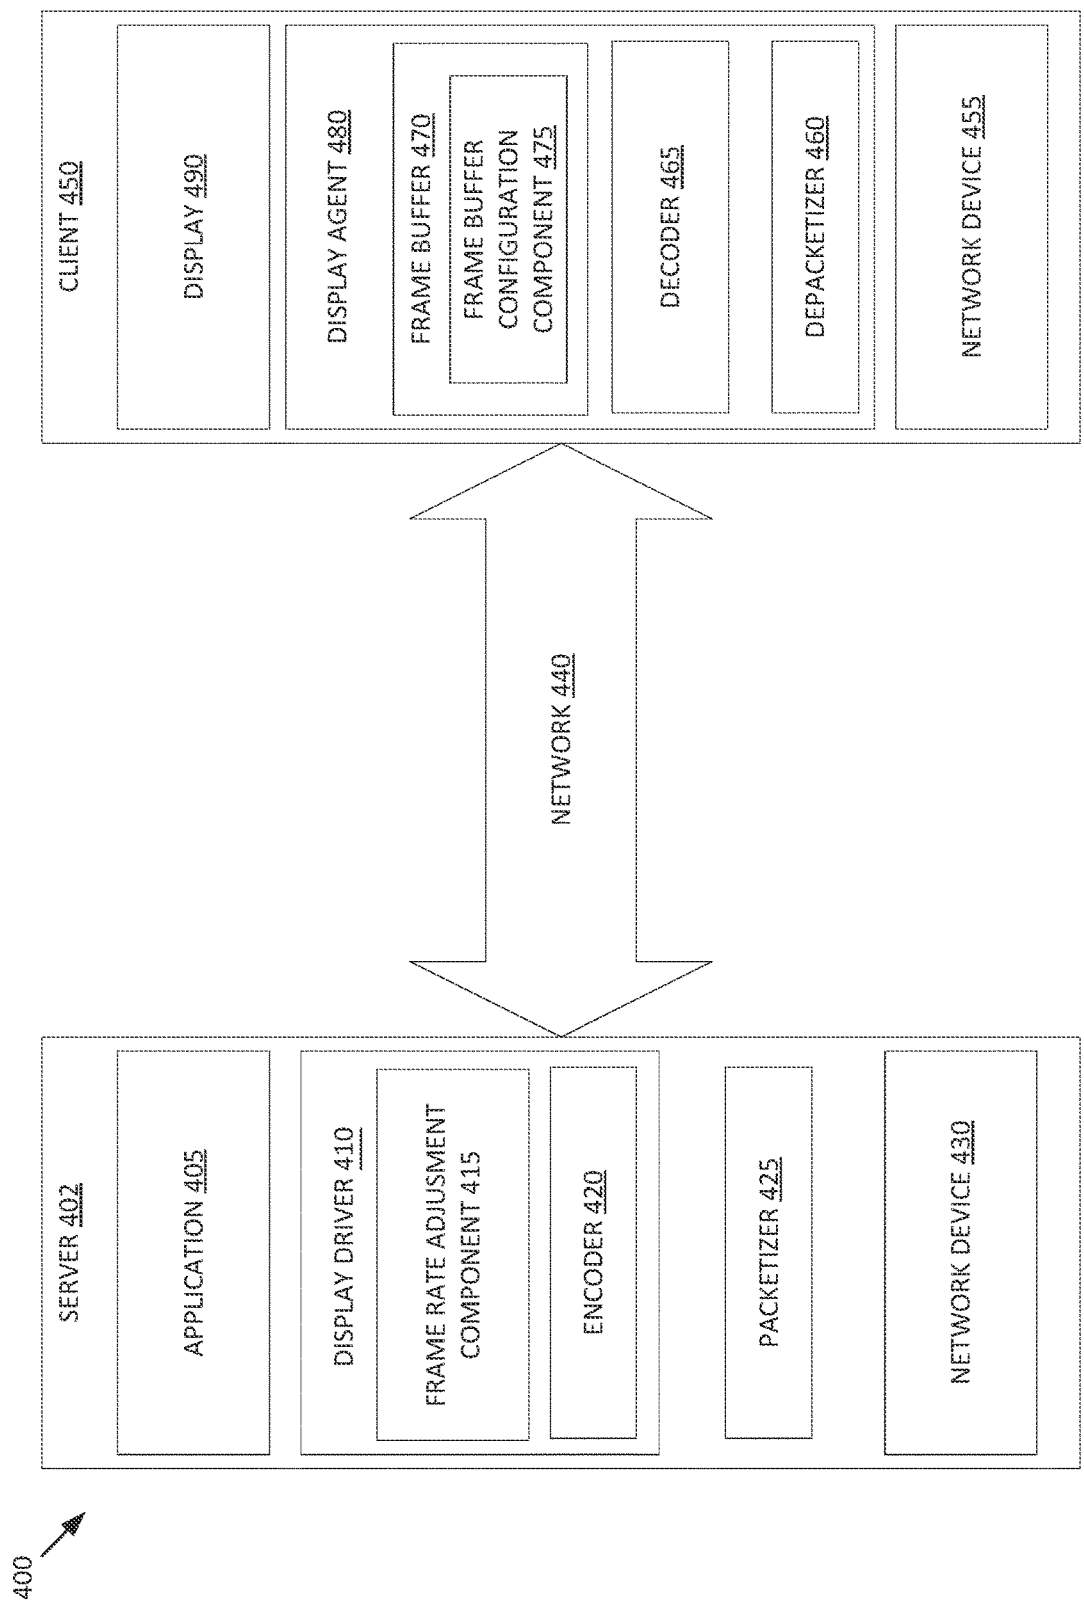 400
SERVER 402
APPLICATION 405
DISPLAY DRIVER 410
FRAME RATE ADJUSMENT
COMPONENT 415
ENCODER 420
PACKETIZER 425
NETWORK DEVICE 430
NETWORK 440
CLIENT 450
DISPLAY 490
DISPLAY AGENT 480
FRAME BUFFER 470
FRAME BUFFER
CONFIGURATION
COMPONENT 475
DECODER 465
DEPACKETIZER 460
NETWORK DEVICE 455